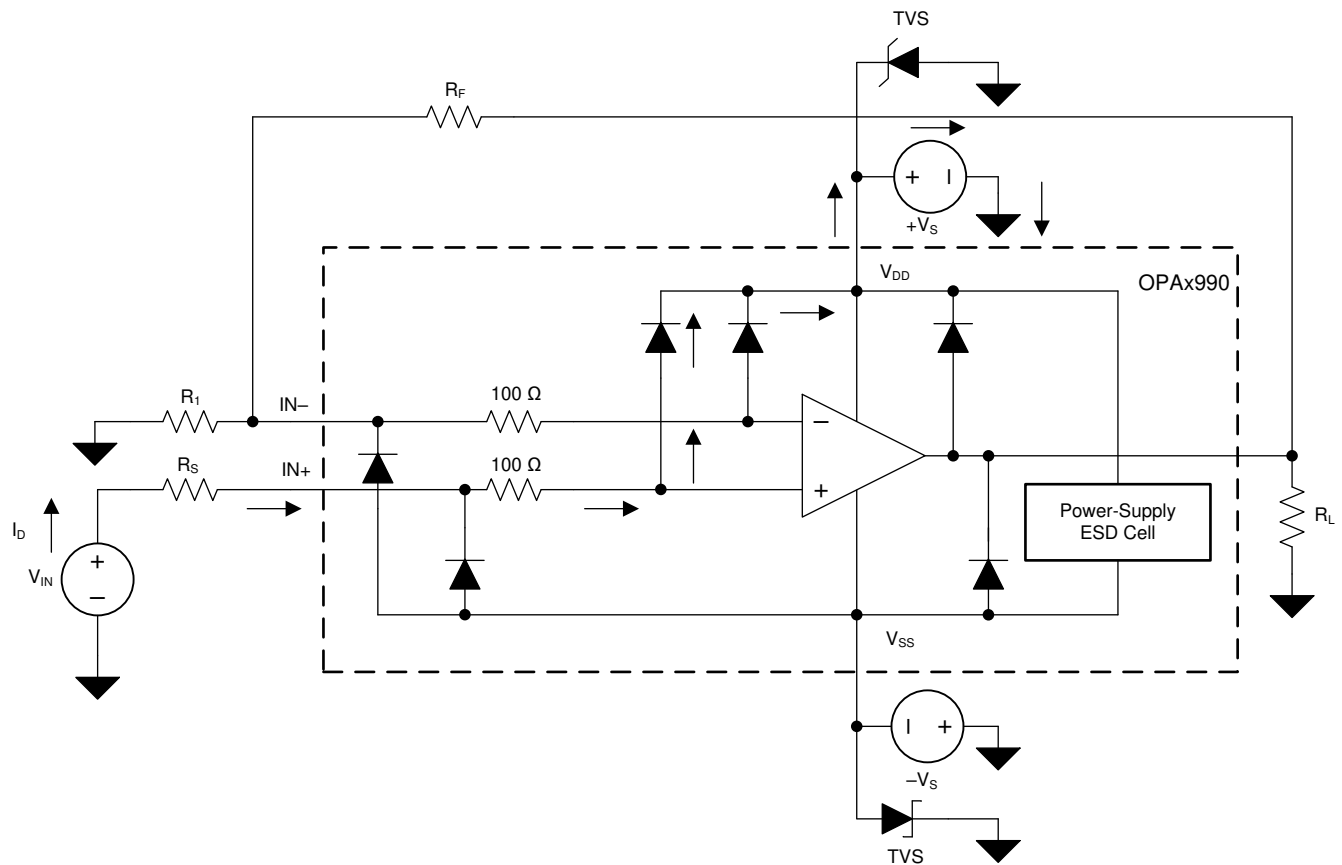 TVS
R_F
+ –
+V_S
V_DD
OPAx990
R_1
IN–
100 Ω
–
R_S
IN+
100 Ω
+
I_D
V_IN
+
–
Power-Supply
ESD Cell
R_L
V_SS
– +
–V_S
TVS